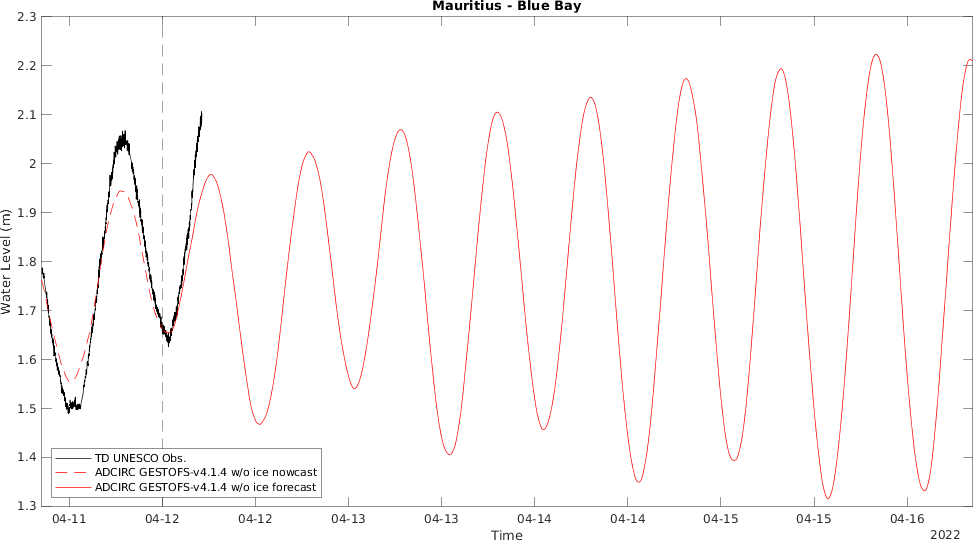 Mauritius - Blue Bay
2.3
2.2
2.1
2
1.9
1.8
1.7
1.6
1.5
1.4
1.3
Water Level (m)
TD UNESCO Obs.
ADCIRC GESTOFS-v4.1.4 w/o ice nowcast
ADCIRC GESTOFS-v4.1.4 w/o ice forecast
04-11 04-12 04-12 04-13 04-13 04-14 04-14 04-15 04-15 04-16
Time
2022